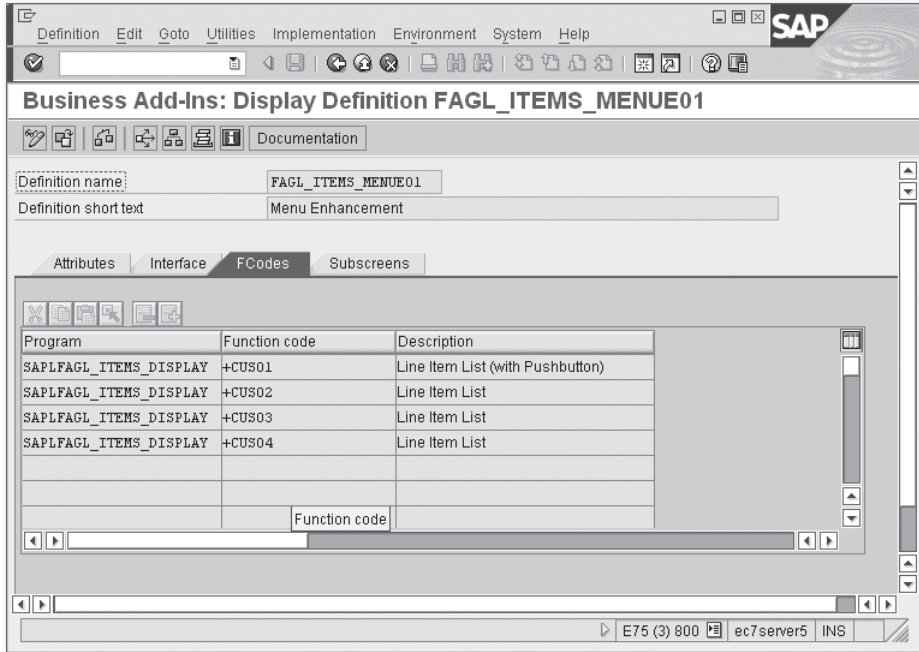 Definition Edit Goto Utilities Implementation Environment System Help
SAP
Business Add-Ins: Display Definition FAGL_ITEMS_MENUE01
Documentation
Definition name FAGL_ITEMS_MENUE01
Definition short text Menu Enhancement
Attributes Interface FCodes Subscreens
Program Function code Description
SAPLFAGL_ITEMS_DISPLAY +CUS01 Line Item List (with Pushbutton)
SAPLFAGL_ITEMS_DISPLAY +CUS02 Line Item List
SAPLFAGL_ITEMS_DISPLAY +CUS03 Line Item List
SAPLFAGL_ITEMS_DISPLAY +CUS04 Line Item List
Function code
E75 (3) 800 ec7server5 INS